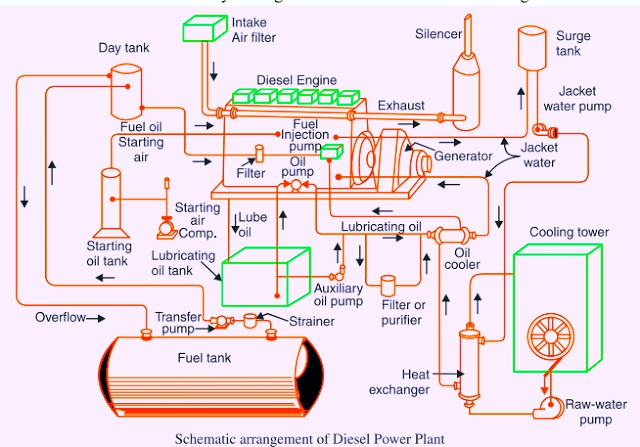 Intake
Air filter
Silencer
Surge
tank
Day tank
Diesel Engine
Exhaust
Jacket
water pump
Fuel oil
Starting
air
Fuel
Injection
pump
Oil
pump
Filter
Generator
Jacket
water
Starting
air
Comp.
Starting
oil tank
Lube
oil
Lubricating oil
Lubricating
oil tank
Oil
cooler
Cooling tower
Auxiliary
oil pump
Filter or
purifier
Overflow
Transfer
pump
Strainer
Fuel tank
Heat
exchanger
Raw-water
pump
Schematic arrangement of Diesel Power Plant